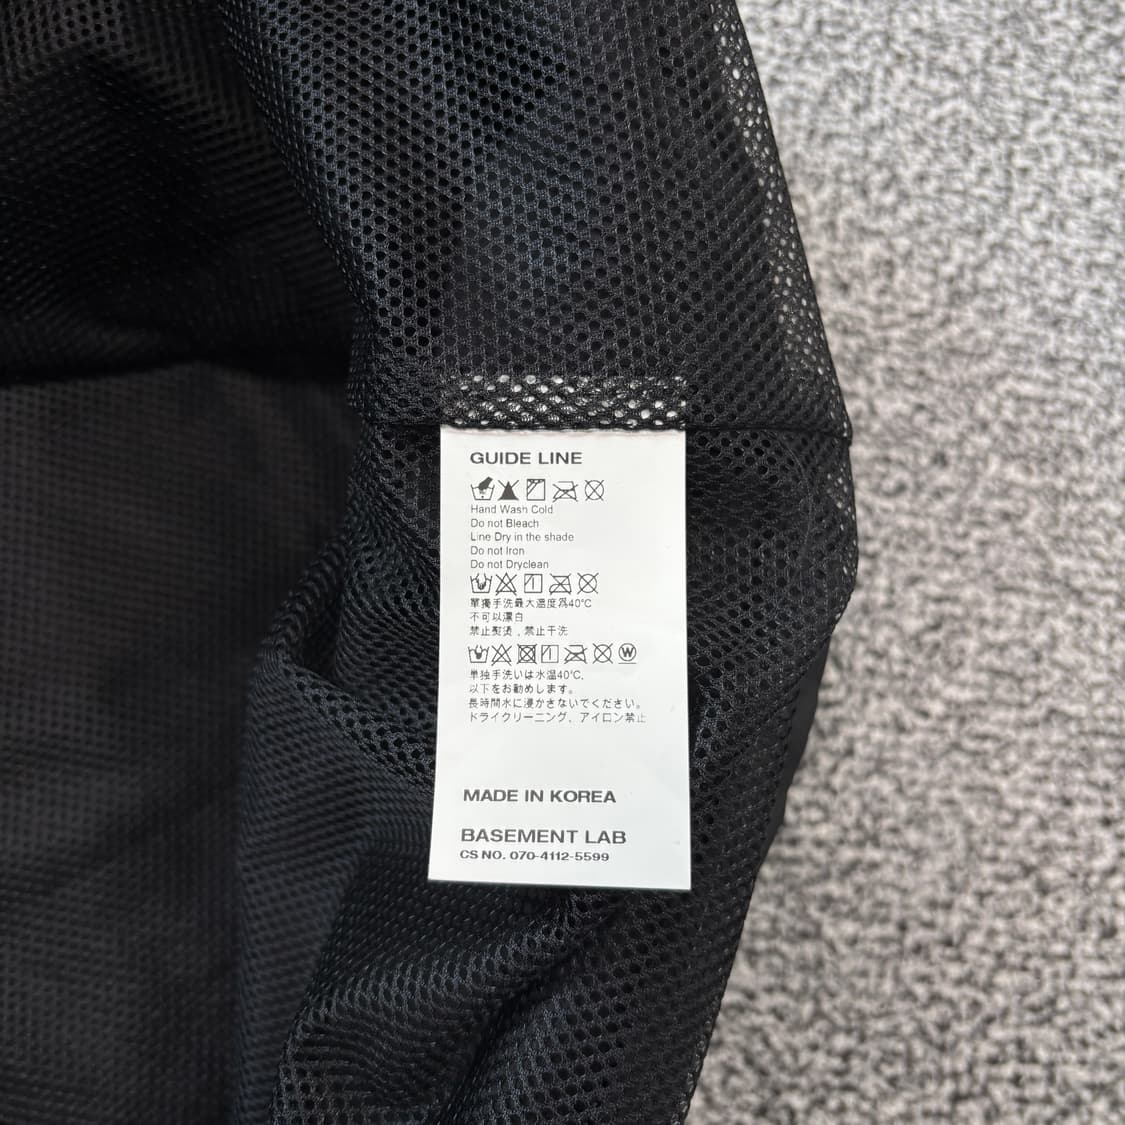 GUIDE LINE
Hand Wash Cold
Do not Bleach
Line Dry in the shade
Do not Iron
Do not Dryclean
單獨手洗最大溫度爲40°C
不可以漂白
禁止熨燙，禁止干洗
W
単独手洗いは水温40°C、
以下をお勧めします。
長時間水に浸かさないでください。
ドライクリーニング、アイロン禁止
MADE IN KOREA
BASEMENT LAB
CS NO. 070-4112-5599